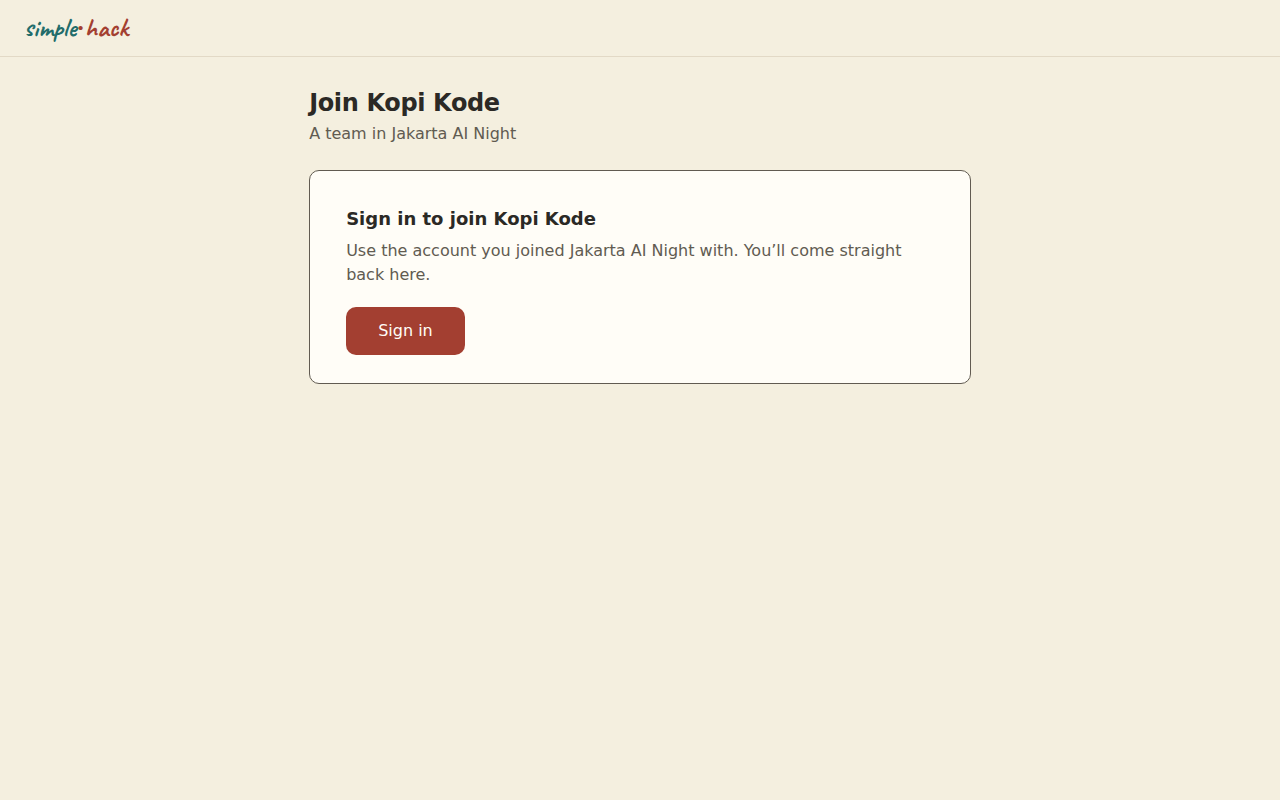 simple·hack
Join Kopi Kode
A team in Jakarta AI Night
Sign in to join Kopi Kode
Use the account you joined Jakarta AI Night with. You’ll come straight
back here.
Sign in